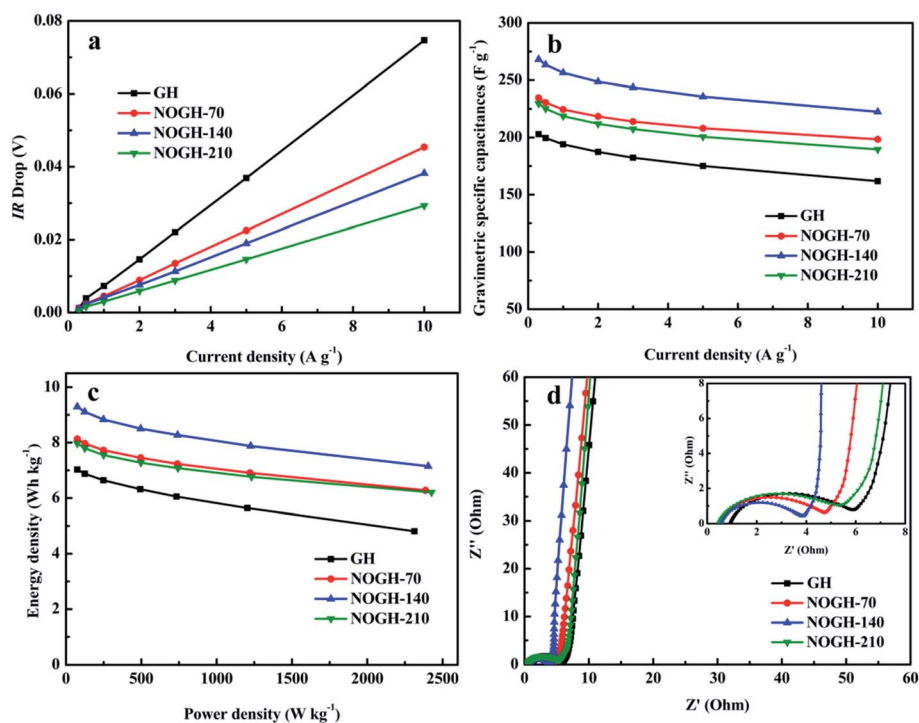 a
0.08
0.06
0.04
0.02
0.00
IR Drop (V)
GH
NOGH-70
NOGH-140
NOGH-210
0 2 4 6 8 10
Current density (A g⁻¹)
b
300
250
200
150
100
50
Gravimetric specific capacitances (F g⁻¹)
GH
NOGH-70
NOGH-140
NOGH-210
0 2 4 6 8 10
Current density (A g⁻¹)
c
10
8
6
4
2
0
Energy density (Wh kg⁻¹)
GH
NOGH-70
NOGH-140
NOGH-210
0 500 1000 1500 2000 2500
Power density (W kg⁻¹)
d
60
50
40
30
20
10
0
Z'' (Ohm)
8
6
4
2
0
Z'' (Ohm)
0 2 4 6 8
Z' (Ohm)
GH
NOGH-70
NOGH-140
NOGH-210
0 10 20 30 40 50 60
Z' (Ohm)